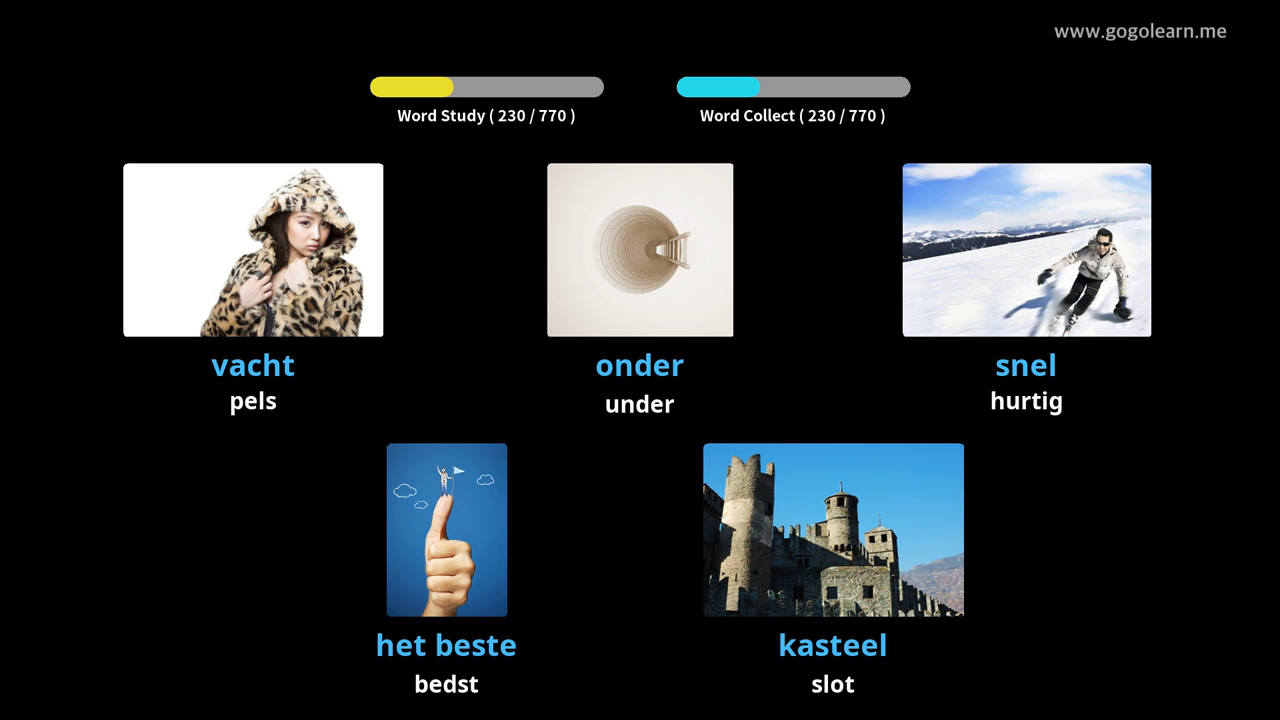 www.gogolearn.me
Word Study ( 230 / 770 )
Word Collect ( 230 / 770 )
vacht
pels
onder
under
snel
hurtig
het beste
bedst
kasteel
slot